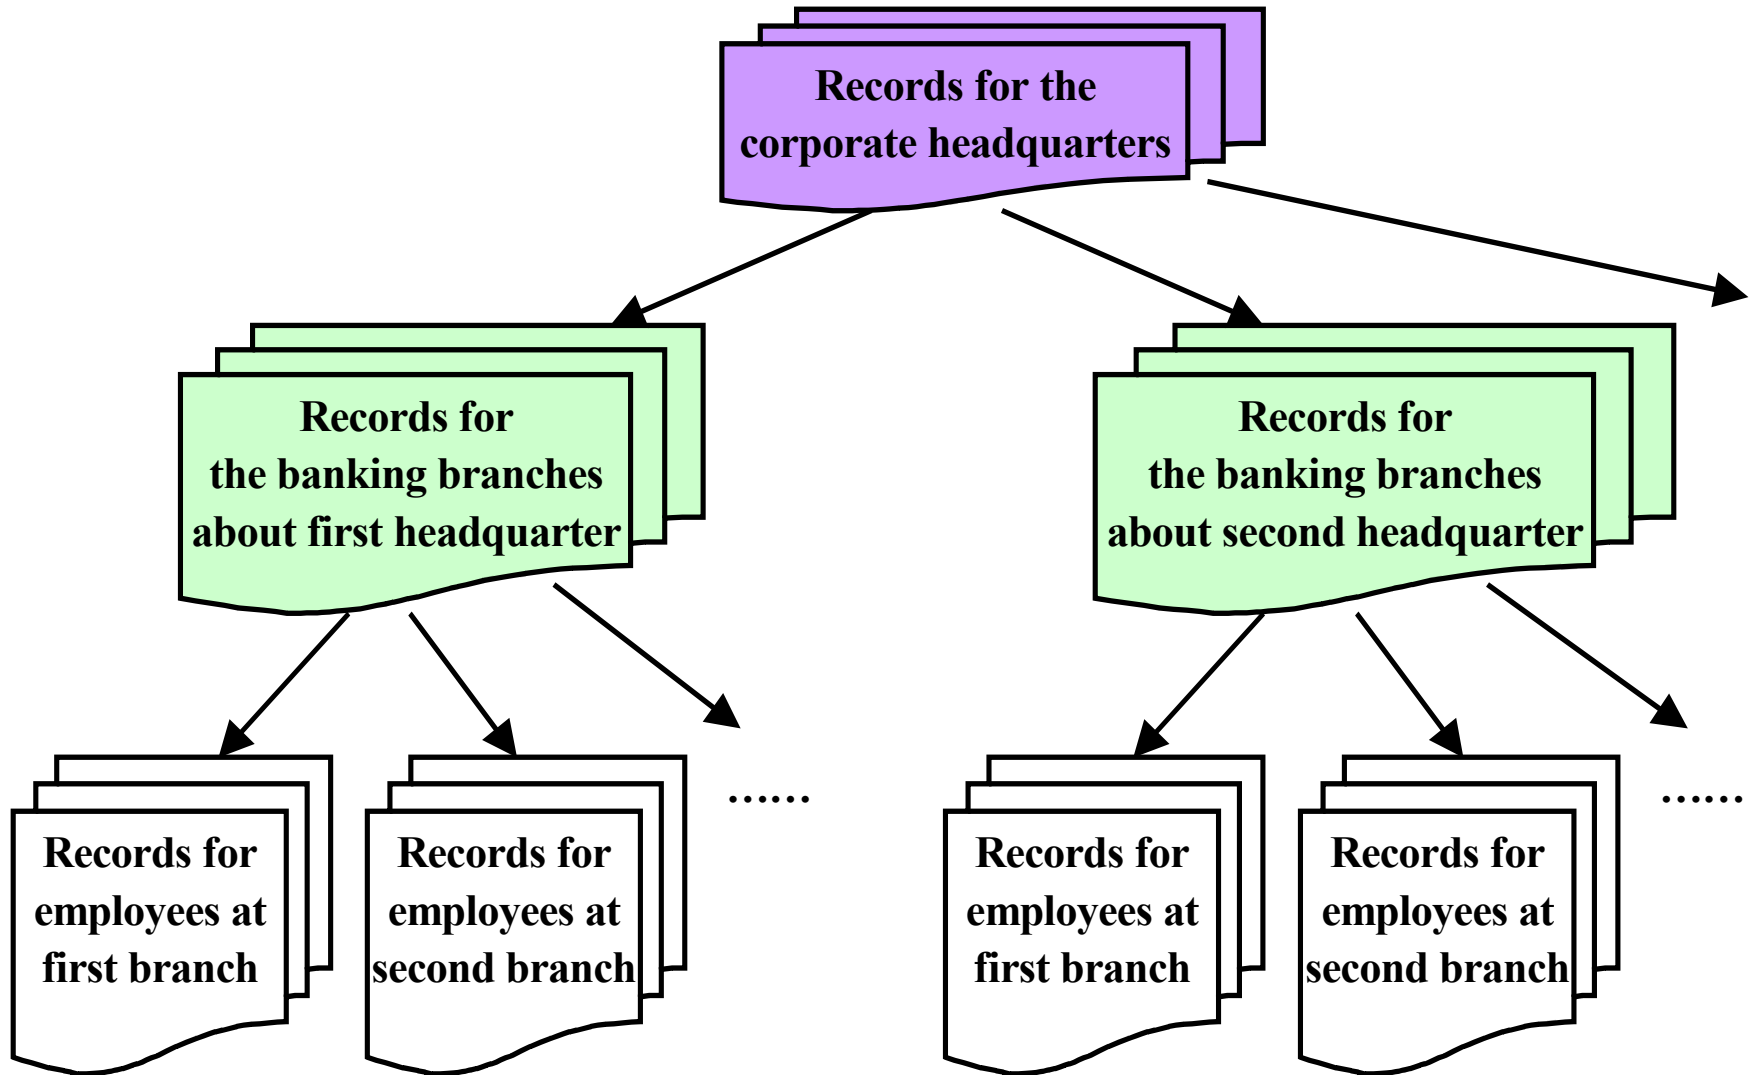 Records for the
corporate headquarters
Records for
the banking branches
about first headquarter
Records for
the banking branches
about second headquarter
Records for
employees at
first branch
Records for
employees at
second branch
......
Records for
employees at
first branch
Records for
employees at
second branch
......